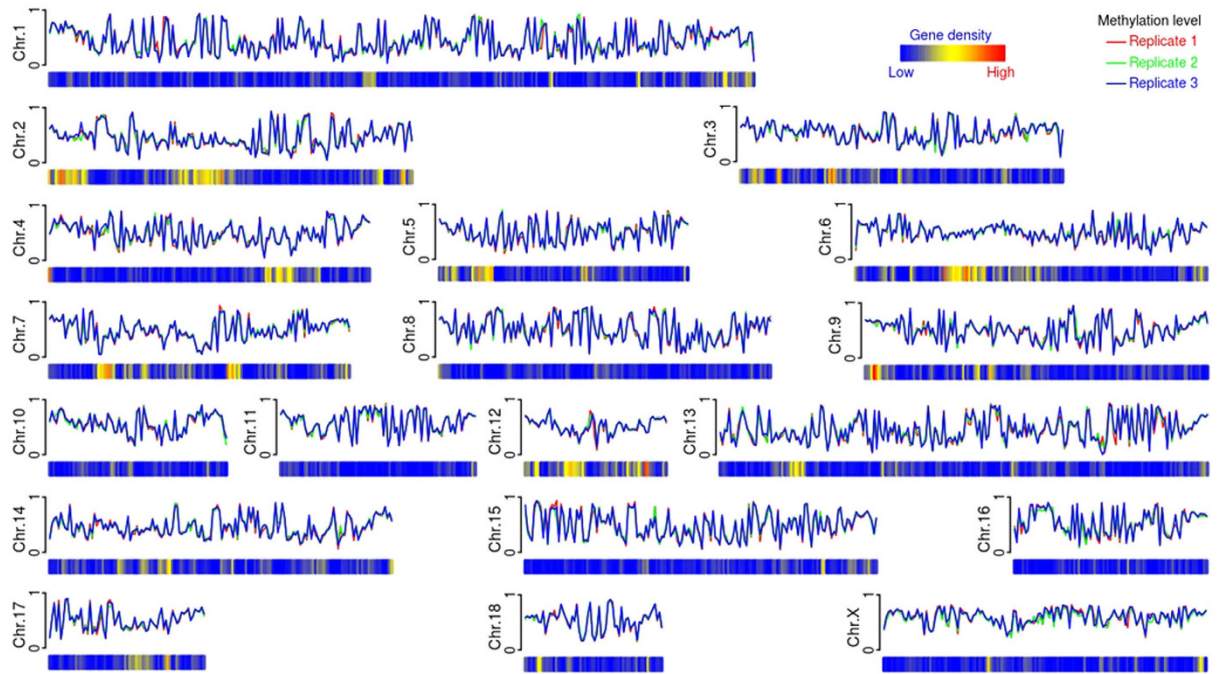 Chr.1
1
0
Gene density
Low
High
Methylation level
Replicate 1
Replicate 2
Replicate 3
Chr.2
1
0
Chr.3
1
0
Chr.4
1
0
Chr.5
1
0
Chr.6
1
0
Chr.7
1
0
Chr.8
1
0
Chr.9
1
0
Chr.10
1
0
Chr.11
1
0
Chr.12
1
0
Chr.13
1
0
Chr.14
1
0
Chr.15
1
0
Chr.16
1
0
Chr.17
1
0
Chr.18
1
0
Chr.X
1
0